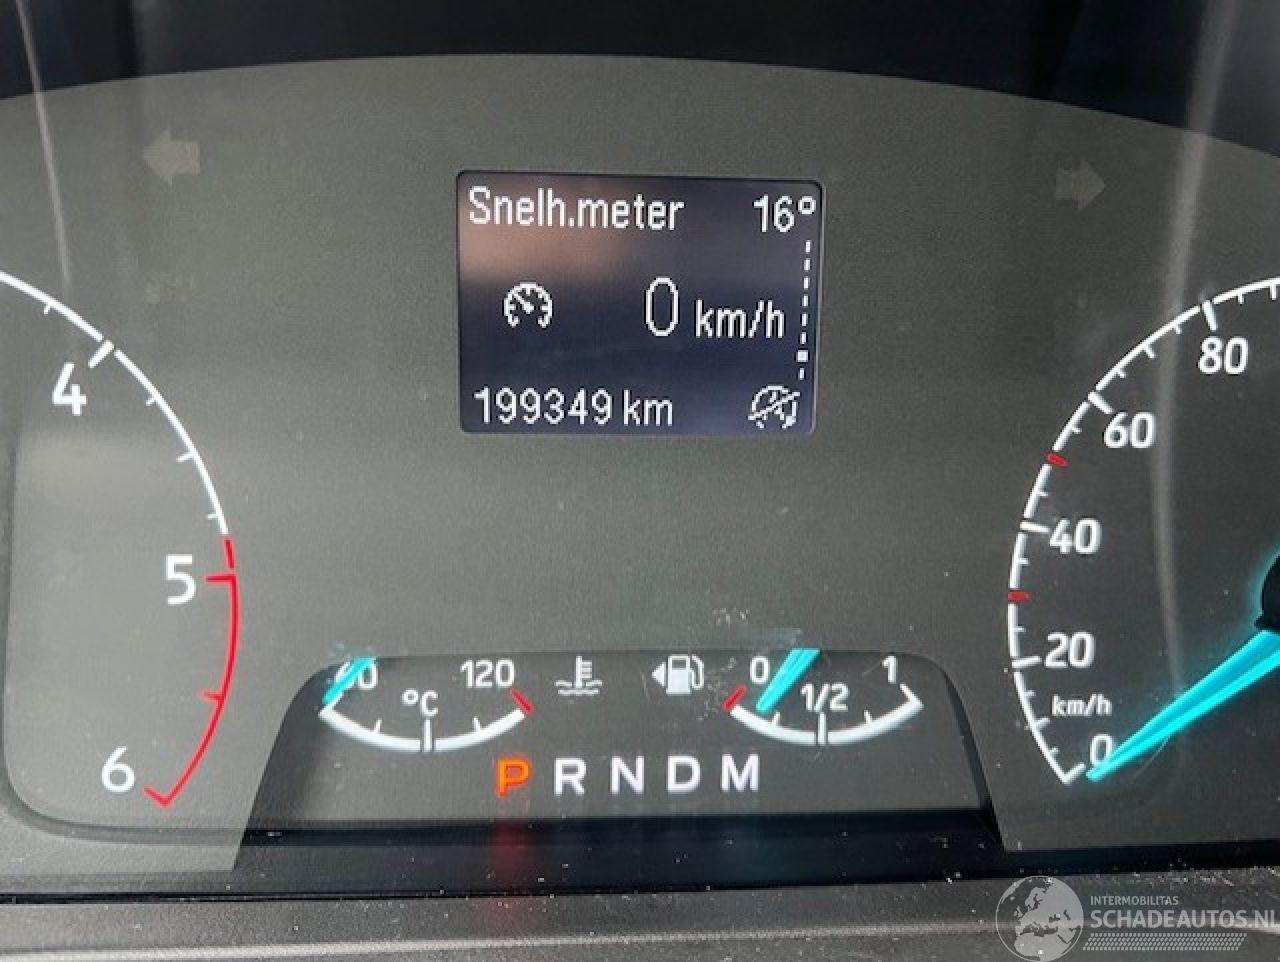 Snelh.meter 16°
0 km/h
199349 km
4
5
6
80
60
40
20
km/h
0
120
°C
0 1/2 1
P R N D M
INTERMOBILITAS
SCHADEAUTOS.NL